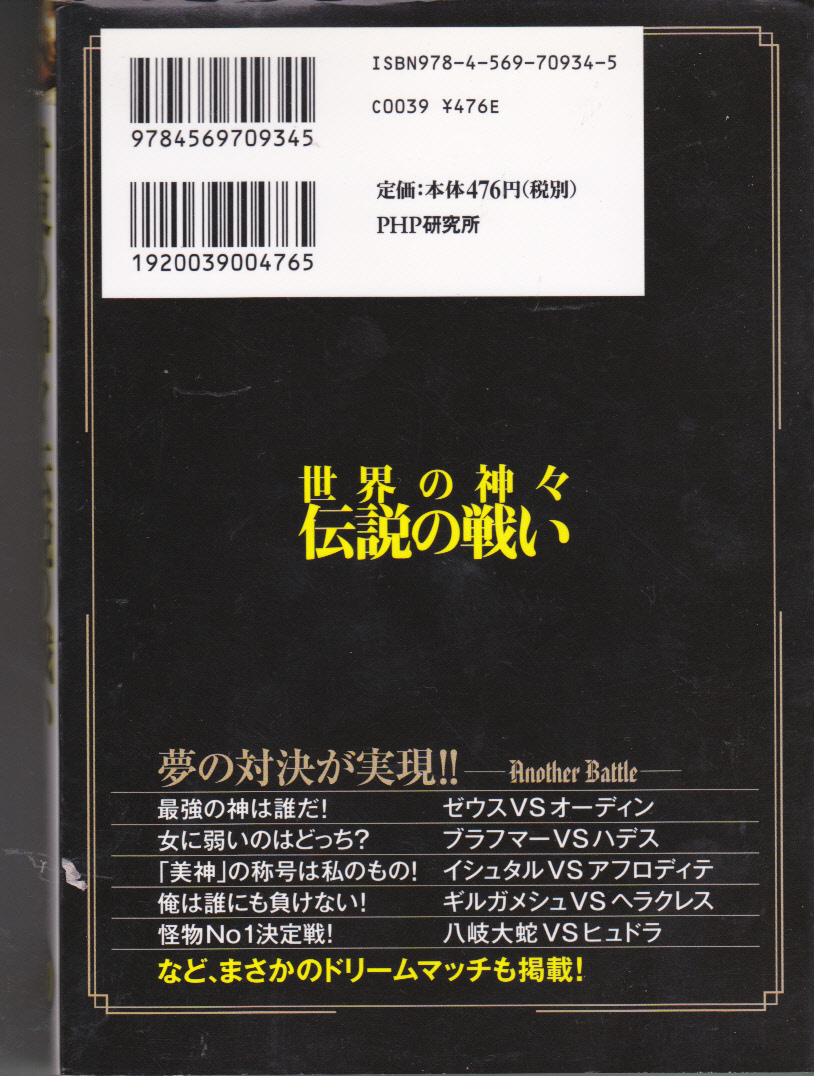 ISBN978-4-569-70934-5
C0039 ¥476E
9784569709345
定価:本体476円(税別)
PHP研究所
1920039004765
世界の神々
伝説の戦い
夢の対決が実現!! Another Battle
最強の神は誰だ! ゼウスVSオーディン
女に弱いのはどっち? ブラフマーVSハデス
「美神」の称号は私のもの! イシュタルVSアフロディテ
俺は誰にも負けない! ギルガメシュVSヘラクレス
怪物No1決定戦! 八岐大蛇VSヒュドラ
など、まさかのドリームマッチも掲載!